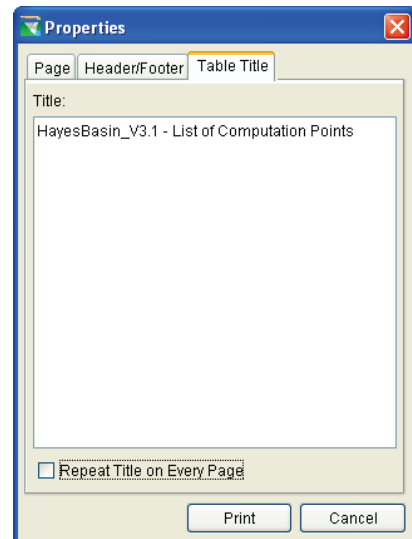 Properties
Page Header/Footer Table Title
Title:
HayesBasin_V3.1 - List of Computation Points
Repeat Title on Every Page
Print Cancel